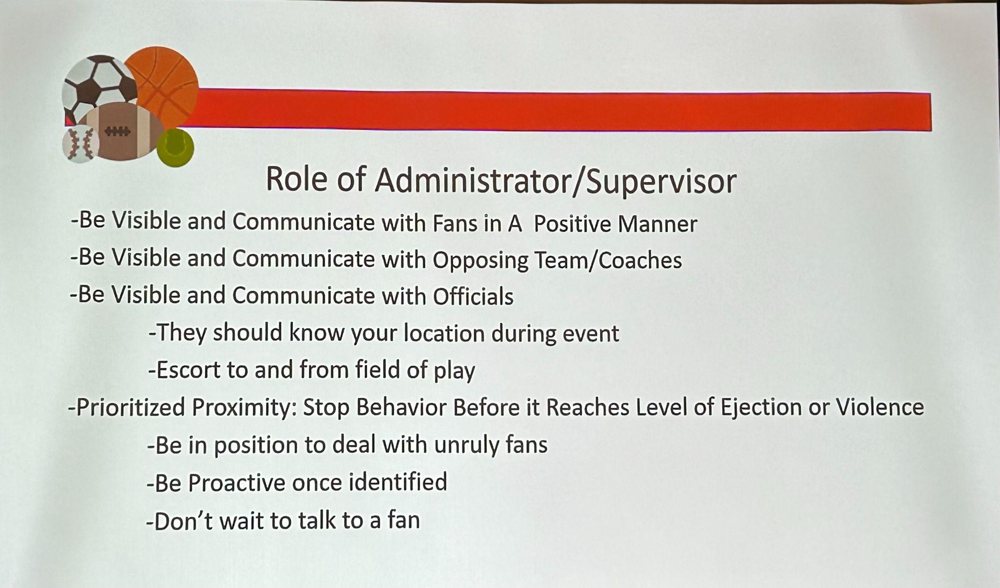 Role of Administrator/Supervisor
-Be Visible and Communicate with Fans in A  Positive Manner
-Be Visible and Communicate with Opposing Team/Coaches
-Be Visible and Communicate with Officials
-They should know your location during event
-Escort to and from field of play
-Prioritized Proximity: Stop Behavior Before it Reaches Level of Ejection or Violence
-Be in position to deal with unruly fans
-Be Proactive once identified
-Don’t wait to talk to a fan